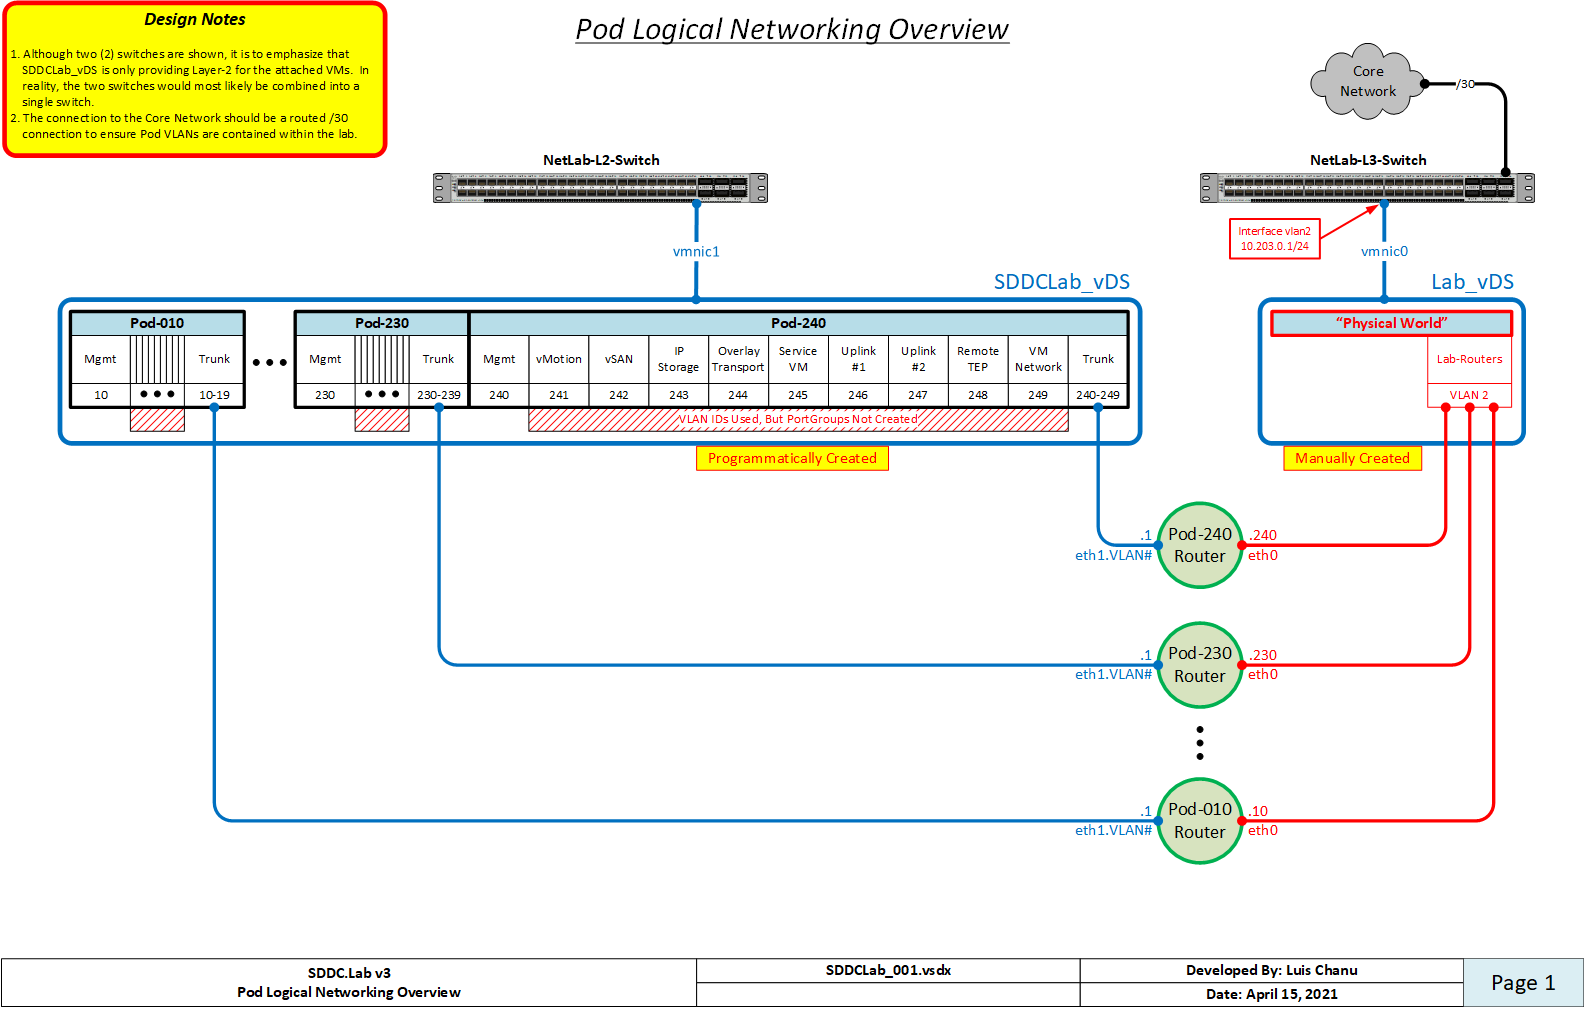 Design Notes
1. Although two (2) switches are shown, it is to emphasize that
SDDCLab_vDS is only providing Layer-2 for the attached VMs. In
reality, the two switches would most likely be combined into a
single switch.
2. The connection to the Core Network should be a routed /30
connection to ensure Pod VLANs are contained within the lab.
Pod Logical Networking Overview
Core
Network
/30
NetLab-L2-Switch
NetLab-L3-Switch
Interface vlan2
10.203.0.1/24
vmnic1
vmnic0
SDDCLab_vDS
Lab_vDS
Pod-010
Mgmt
Trunk
10
10-19
Pod-230
Mgmt
Trunk
230
230-239
Pod-240
Mgmt
vMotion
vSAN
IP
Storage
Overlay
Transport
Service
VM
Uplink
#1
Uplink
#2
Remote
TEP
VM
Network
Trunk
240
241
242
243
244
245
246
247
248
249
240-249
VLAN IDs Used, But PortGroups Not Created
Programmatically Created
“Physical World”
Lab-Routers
VLAN 2
Manually Created
.1
eth1.VLAN#
Pod-240
Router
.240
eth0
.1
eth1.VLAN#
Pod-230
Router
.230
eth0
.1
eth1.VLAN#
Pod-010
Router
.10
eth0
SDDC.Lab v3
Pod Logical Networking Overview
SDDCLab_001.vsdx
Developed By: Luis Chanu
Date: April 15, 2021
Page 1